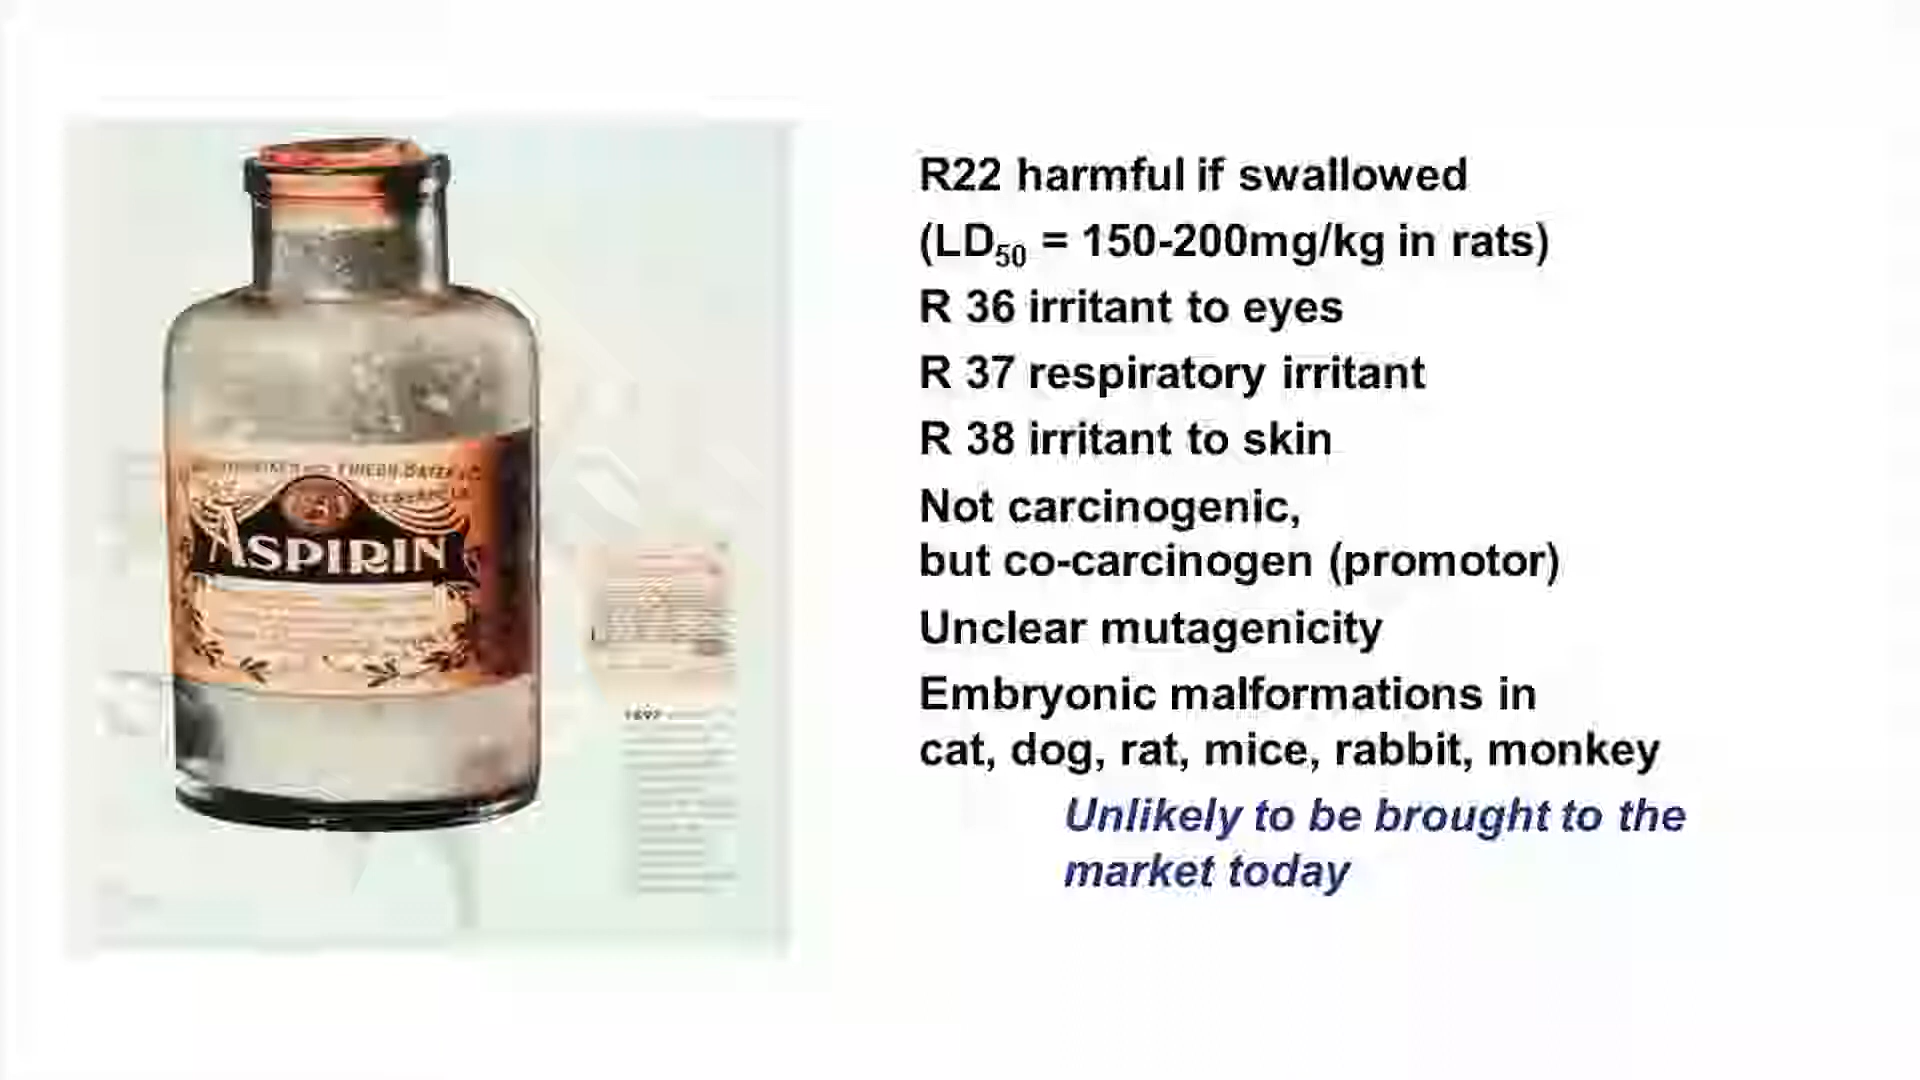 ASPIRIN
R22 harmful if swallowed
(LD50 = 150-200mg/kg in rats)
R 36 irritant to eyes
R 37 respiratory irritant
R 38 irritant to skin
Not carcinogenic,
but co-carcinogen (promotor)
Unclear mutagenicity
Embryonic malformations in
cat, dog, rat, mice, rabbit, monkey
Unlikely to be brought to the
market today